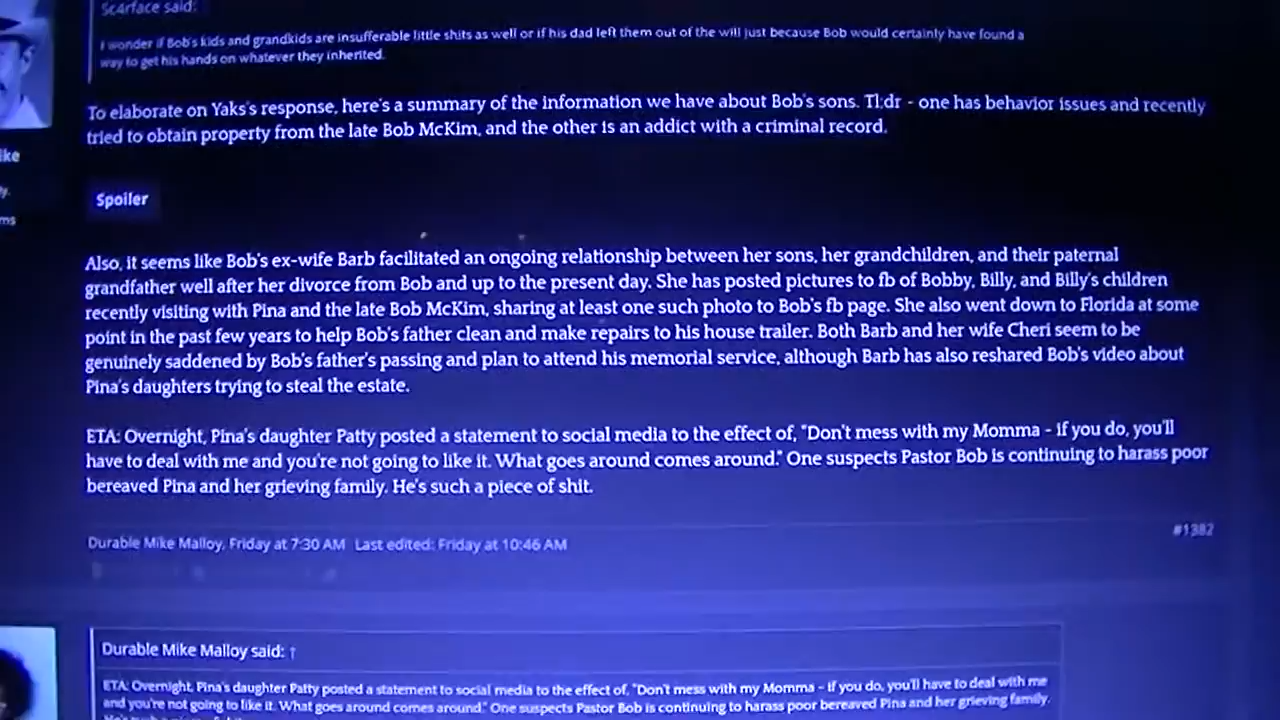 Sc4rface said:
I wonder if Bob's kids and grandkids are insufferable little shits as well or if his dad left them out of the will just because Bob would certainly have found a
way to get his hands on whatever they inherited.
To elaborate on Yaks's response, here's a summary of the information we have about Bob's sons. Tl;dr - one has behavior issues and recently
tried to obtain property from the late Bob McKim, and the other is an addict with a criminal record.
ike
y.
ms
Spoiler
Also, it seems like Bob's ex-wife Barb facilitated an ongoing relationship between her sons, her grandchildren, and their paternal
grandfather well after her divorce from Bob and up to the present day. She has posted pictures to fb of Bobby, Billy, and Billy's children
recently visiting with Pina and the late Bob McKim, sharing at least one such photo to Bob's fb page. She also went down to Florida at some
point in the past few years to help Bob's father clean and make repairs to his house trailer. Both Barb and her wife Cheri seem to be
genuinely saddened by Bob's father's passing and plan to attend his memorial service, although Barb has also reshared Bob's video about
Pina's daughters trying to steal the estate.
ETA: Overnight, Pina's daughter Patty posted a statement to social media to the effect of, "Don't mess with my Momma - if you do, you'll
have to deal with me and you're not going to like it. What goes around comes around." One suspects Pastor Bob is continuing to harass poor
bereaved Pina and her grieving family. He's such a piece of shit.
Durable Mike Malloy, Friday at 7:30 AM Last edited: Friday at 10:46 AM
#1382
Durable Mike Malloy said: ↑
ETA: Overnight, Pina's daughter Patty posted a statement to social media to the effect of, "Don't mess with my Momma - if you do, you'll have to deal with me
and you're not going to like it. What goes around comes around." One suspects Pastor Bob is continuing to harass poor bereaved Pina and her grieving family.